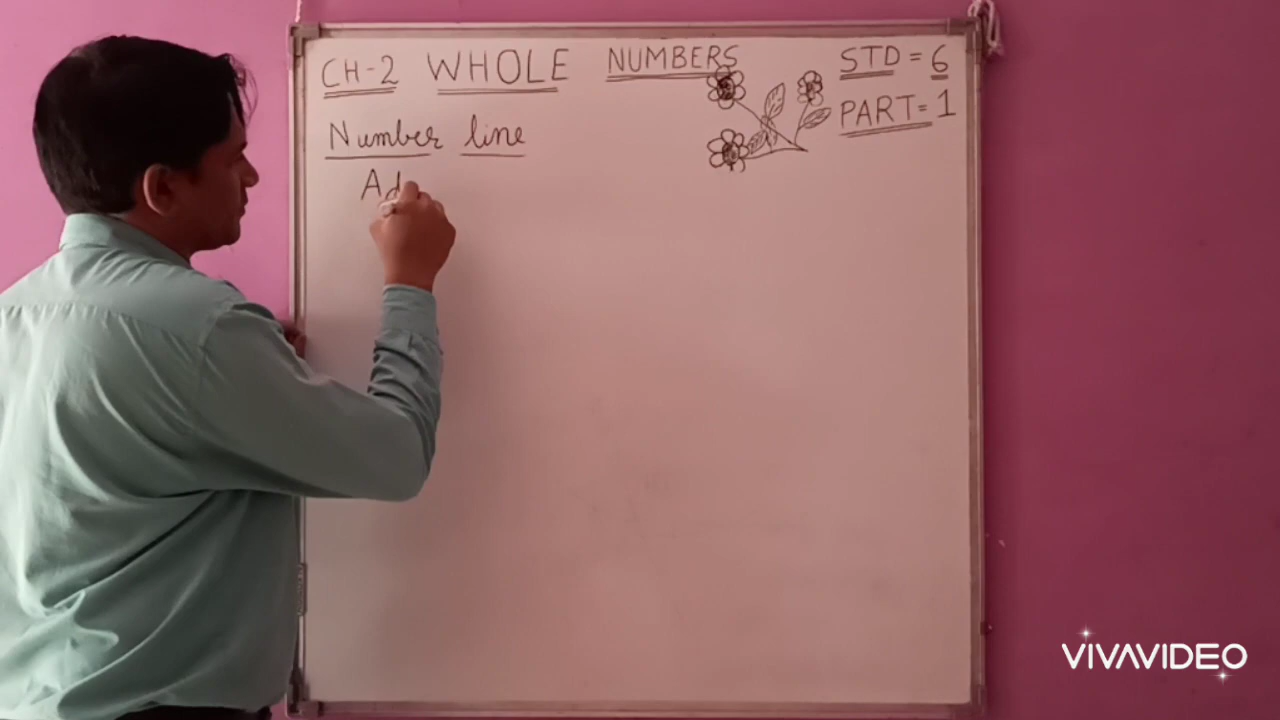 CH-2 WHOLE NUMBERS
STD = 6
PART = 1
Number line
Ad
VIVAVIDEO